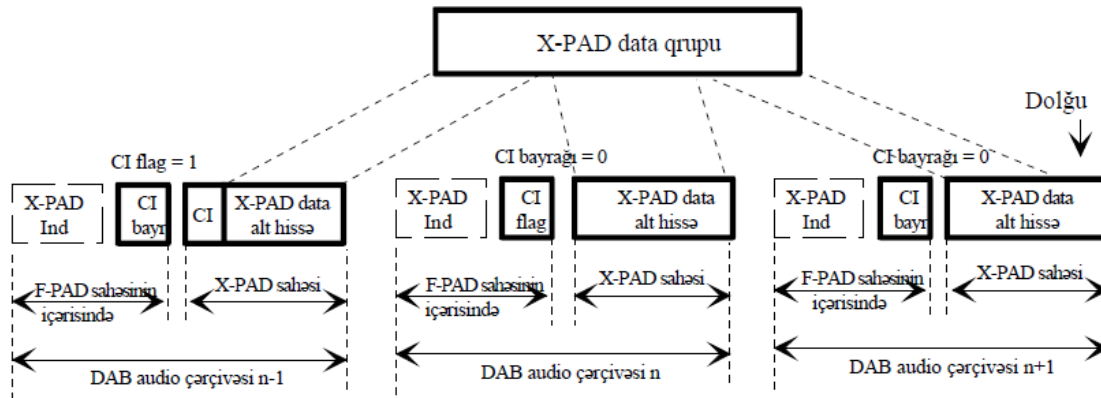 X-PAD data qrupu
Dolğu
CI flag = 1
CI bayrağı = 0
CI bayrağı = 0
X-PAD
Ind
CI
bayr
CI
X-PAD data
alt hissə
X-PAD
Ind
CI
flag
X-PAD data
alt hissə
X-PAD
Ind
CI
bayr
X-PAD data
alt hissə
F-PAD sahəsinin
içərisində
X-PAD sahəsi
F-PAD sahəsinin
içərisində
X-PAD sahəsi
F-PAD sahəsinin
içərisində
X-PAD sahəsi
DAB audio çərçivəsi n-1
DAB audio çərçivəsi n
DAB audio çərçivəsi n+1